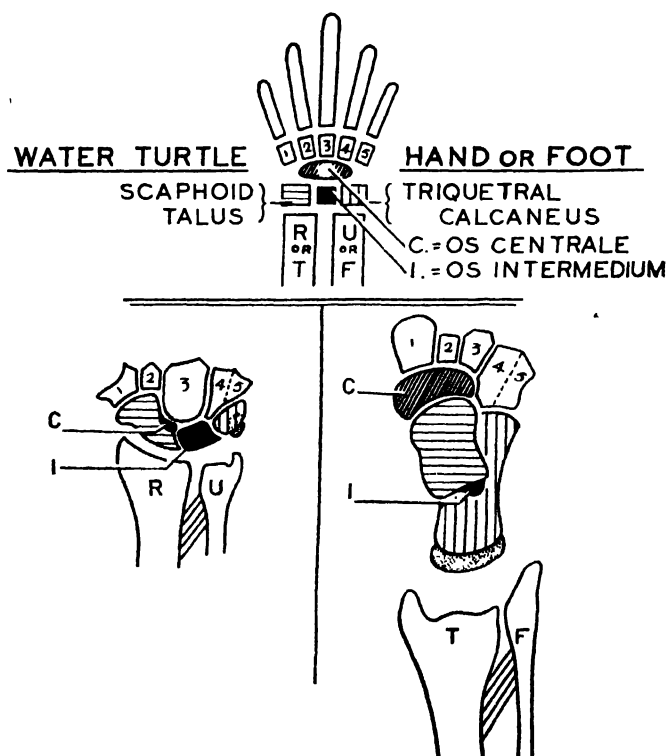 1 2 3 4 5
WATER TURTLE HAND OR FOOT
SCAPHOID TRIQUETRAL
TALUS CALCANEUS
R OR T
U OR F
C.=OS CENTRALE
I.=OS INTERMEDIUM
1 2 3 4 5
C
I
R U
1 2 3 4 5
C
I
T F